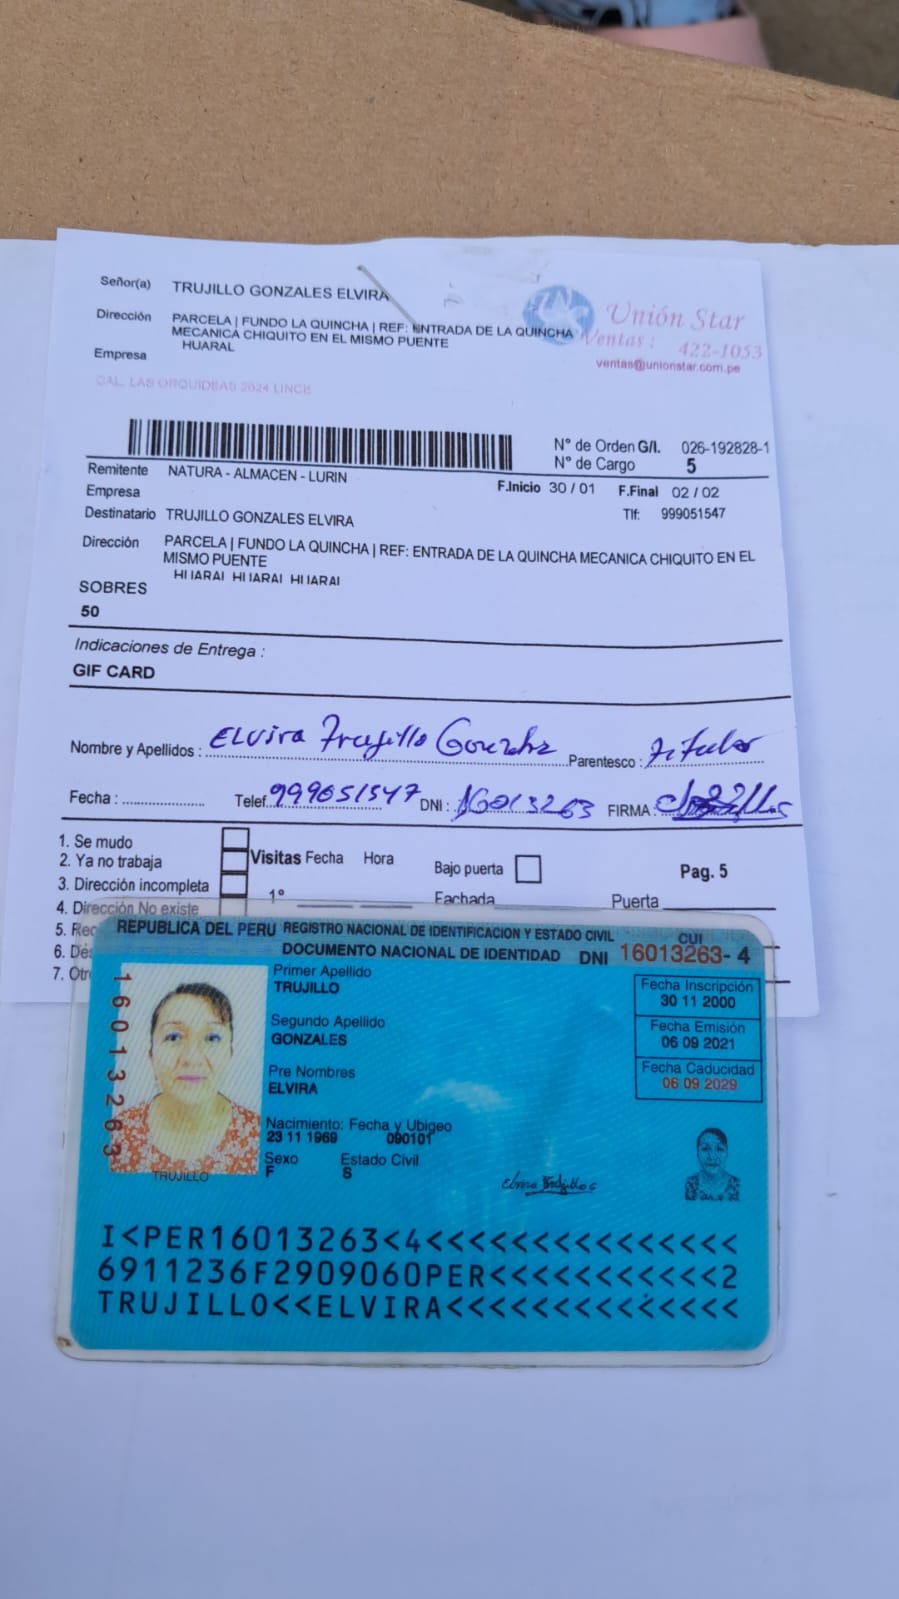 Señor(a) TRUJILLO GONZALES ELVIRA
Dirección PARCELA | FUNDO LA QUINCHA | REF: ENTRADA DE LA QUINCHA
MECANICA CHIQUITO EN EL MISMO PUENTE
HUARAL
Empresa
Unión Star
Ventas : 422-1053
ventas@unionstar.com.pe
CAL. LAS ORQUIDEAS 2624 LINCE
N° de Orden G/I. 026-192828-1
N° de Cargo 5
Remitente NATURA - ALMACEN - LURIN
F.Inicio 30 / 01 F.Final 02 / 02
Empresa
Tlf: 999051547
Destinatario TRUJILLO GONZALES ELVIRA
Dirección PARCELA | FUNDO LA QUINCHA | REF: ENTRADA DE LA QUINCHA MECANICA CHIQUITO EN EL
MISMO PUENTE
HUARAL HUARAL HUARAL
SOBRES
50
Indicaciones de Entrega :
GIF CARD
Nombre y Apellidos : ELvira Trujillo Gonzales Parentesco : Titular
Fecha : Telef. 999051547 DNI : 16013263 FIRMA :
1. Se mudo
2. Ya no trabaja
3. Dirección incompleta
4. Dirección No existe
5. Rec
6. Des
7. Otr
Visitas Fecha Hora
1°
Bajo puerta
Pag. 5
Fachada
Puerta
REPUBLICA DEL PERU REGISTRO NACIONAL DE IDENTIFICACION Y ESTADO CIVIL
CUI
DOCUMENTO NACIONAL DE IDENTIDAD DNI 16013263 - 4
16013263
Primer Apellido
TRUJILLO
Segundo Apellido
GONZALES
Pre Nombres
ELVIRA
Nacimiento: Fecha y Ubigeo
23 11 1969 090101
Sexo Estado Civil
F S
Fecha Inscripción
30 11 2000
Fecha Emisión
06 09 2021
Fecha Caducidad
06 09 2029
TRUJILLO
Elvira Trujillo G
I<PER16013263<4<<<<<<<<<<<<<<<
6911236F2909060PER<<<<<<<<<<<2
TRUJILLO<<ELVIRA<<<<<<<<<<<<<<